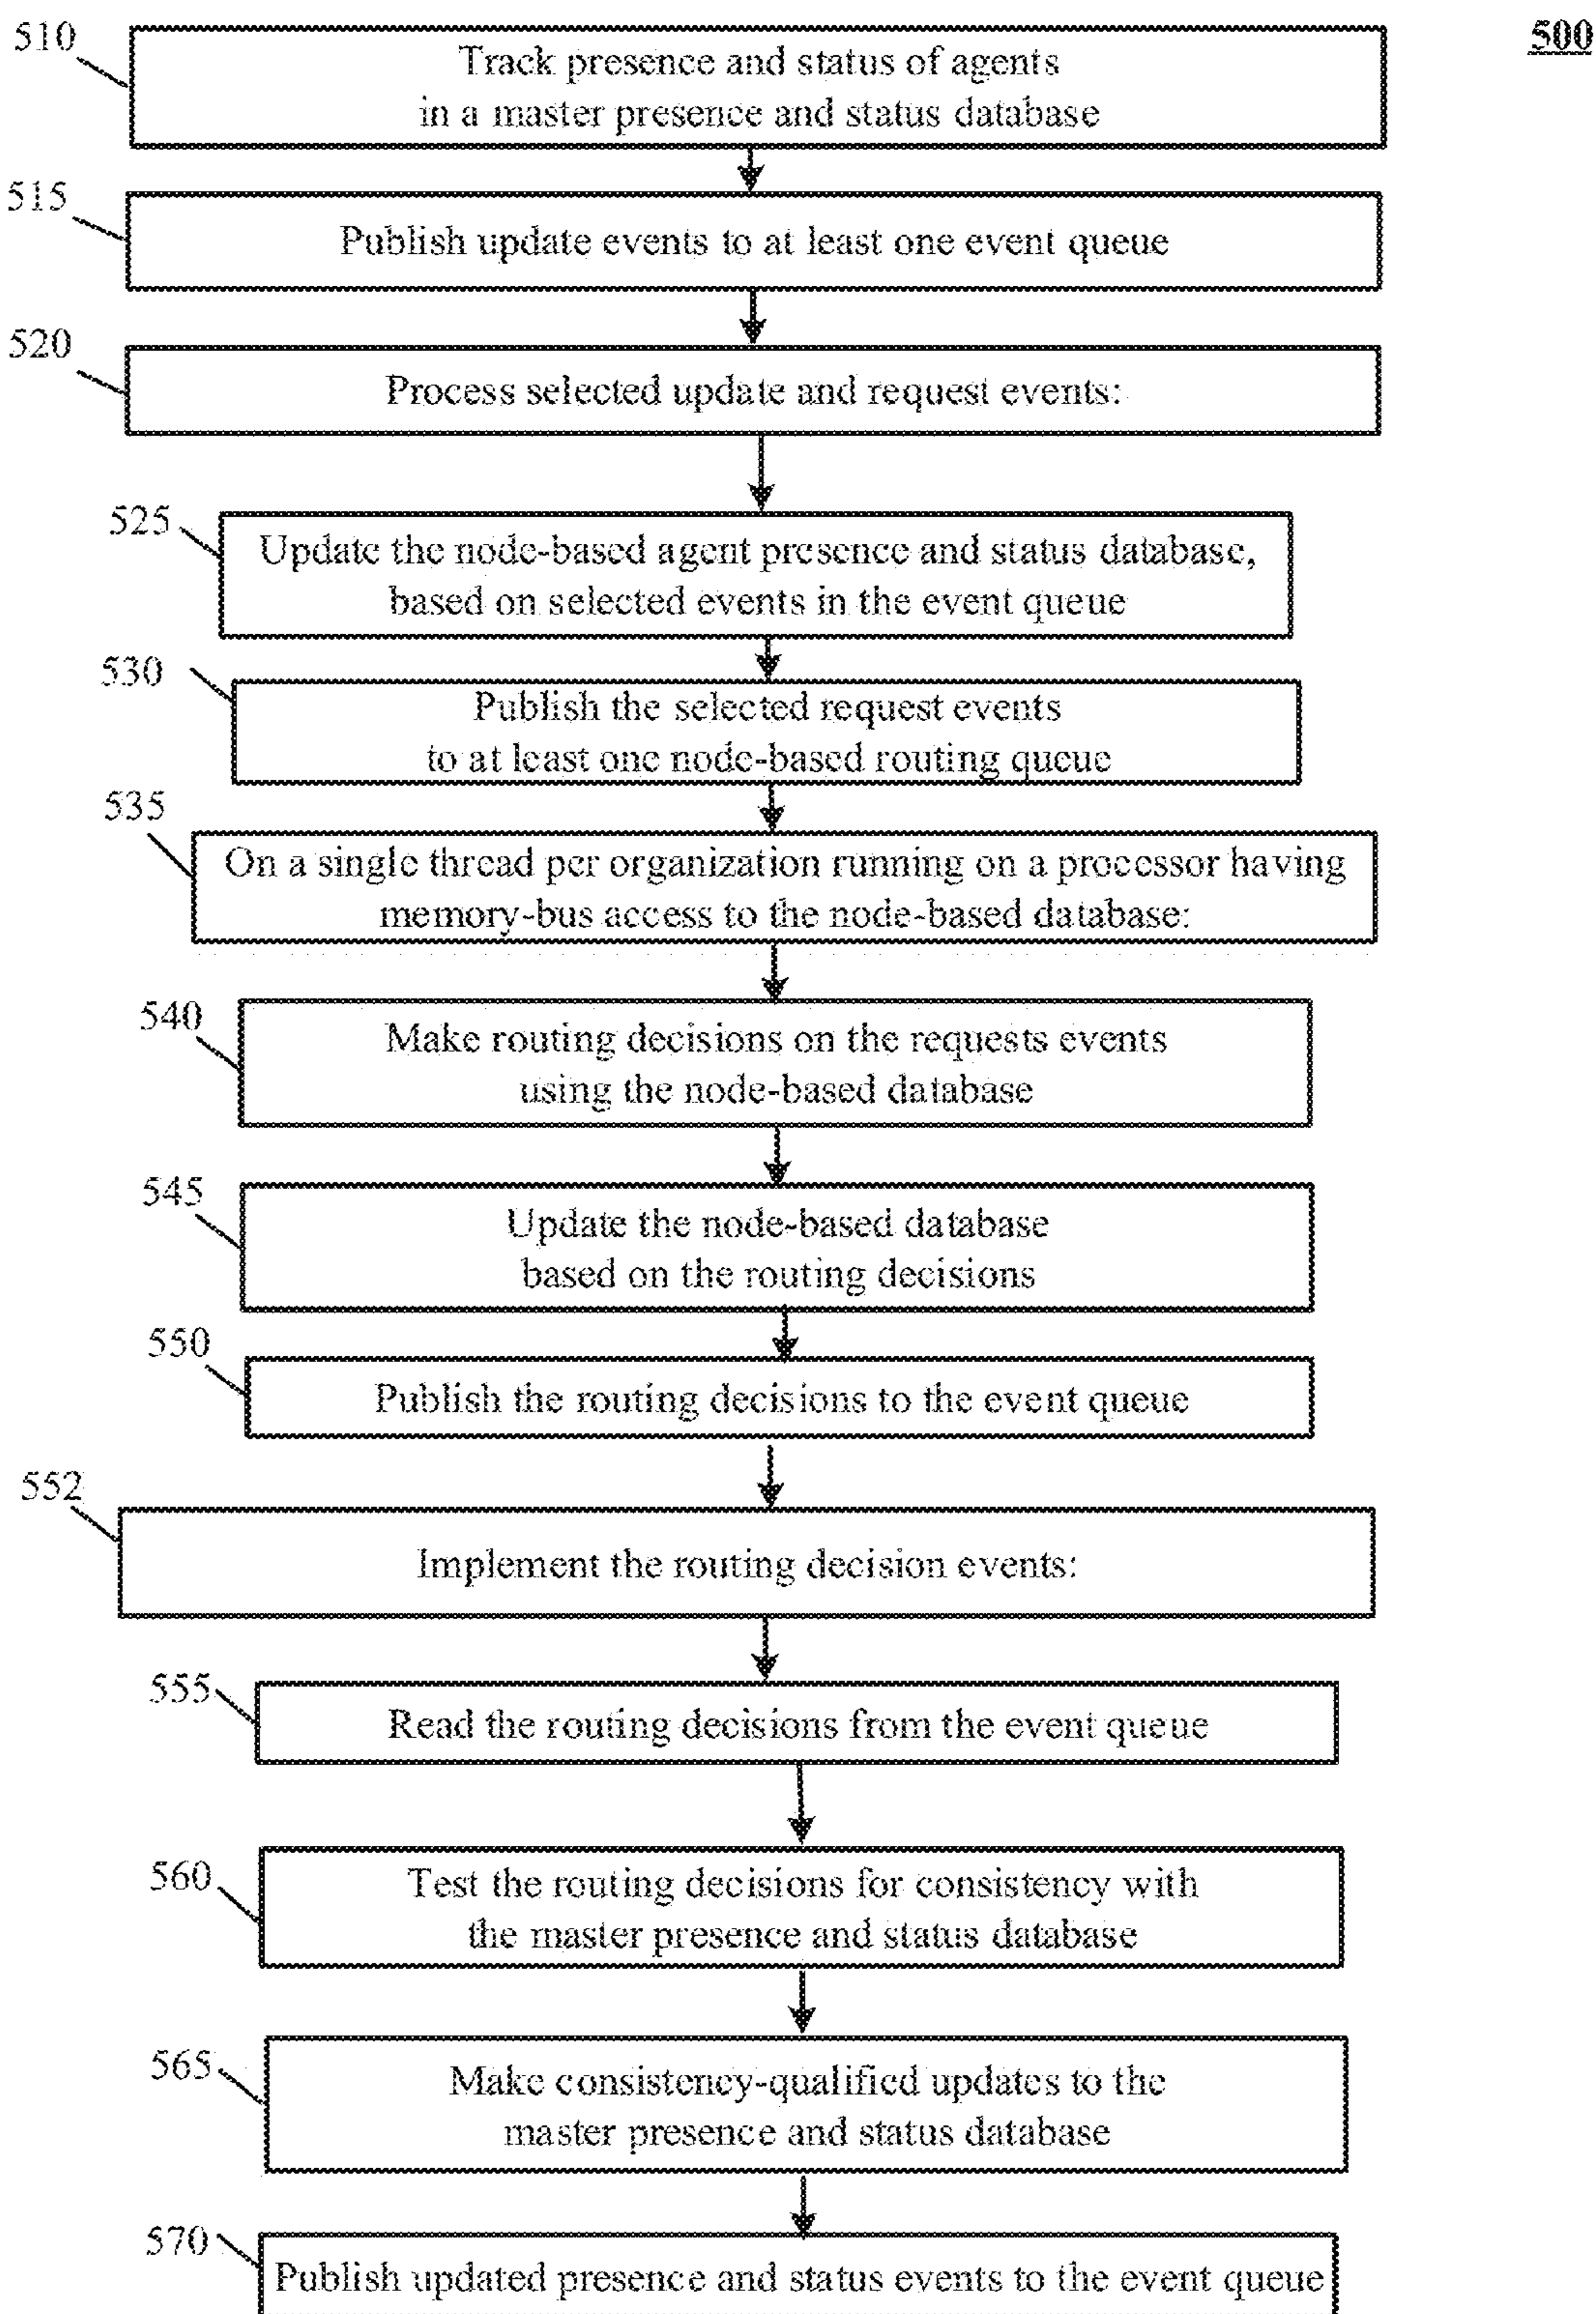 500
510
Track presence and status of agents
in a master presence and status database
515
Publish update events to at least one event queue
520
Process selected update and request events:
525
Update the node-based agent presence and status database,
based on selected events in the event queue
530
Publish the selected request events
to at least one node-based routing queue
535
On a single thread per organization running on a processor having
memory-bus access to the node-based database:
540
Make routing decisions on the requests events
using the node-based database
545
Update the node-based database
based on the routing decisions
550
Publish the routing decisions to the event queue
552
Implement the routing decision events:
555
Read the routing decisions from the event queue
560
Test the routing decisions for consistency with
the master presence and status database
565
Make consistency-qualified updates to the
master presence and status database
570
Publish updated presence and status events to the event queue